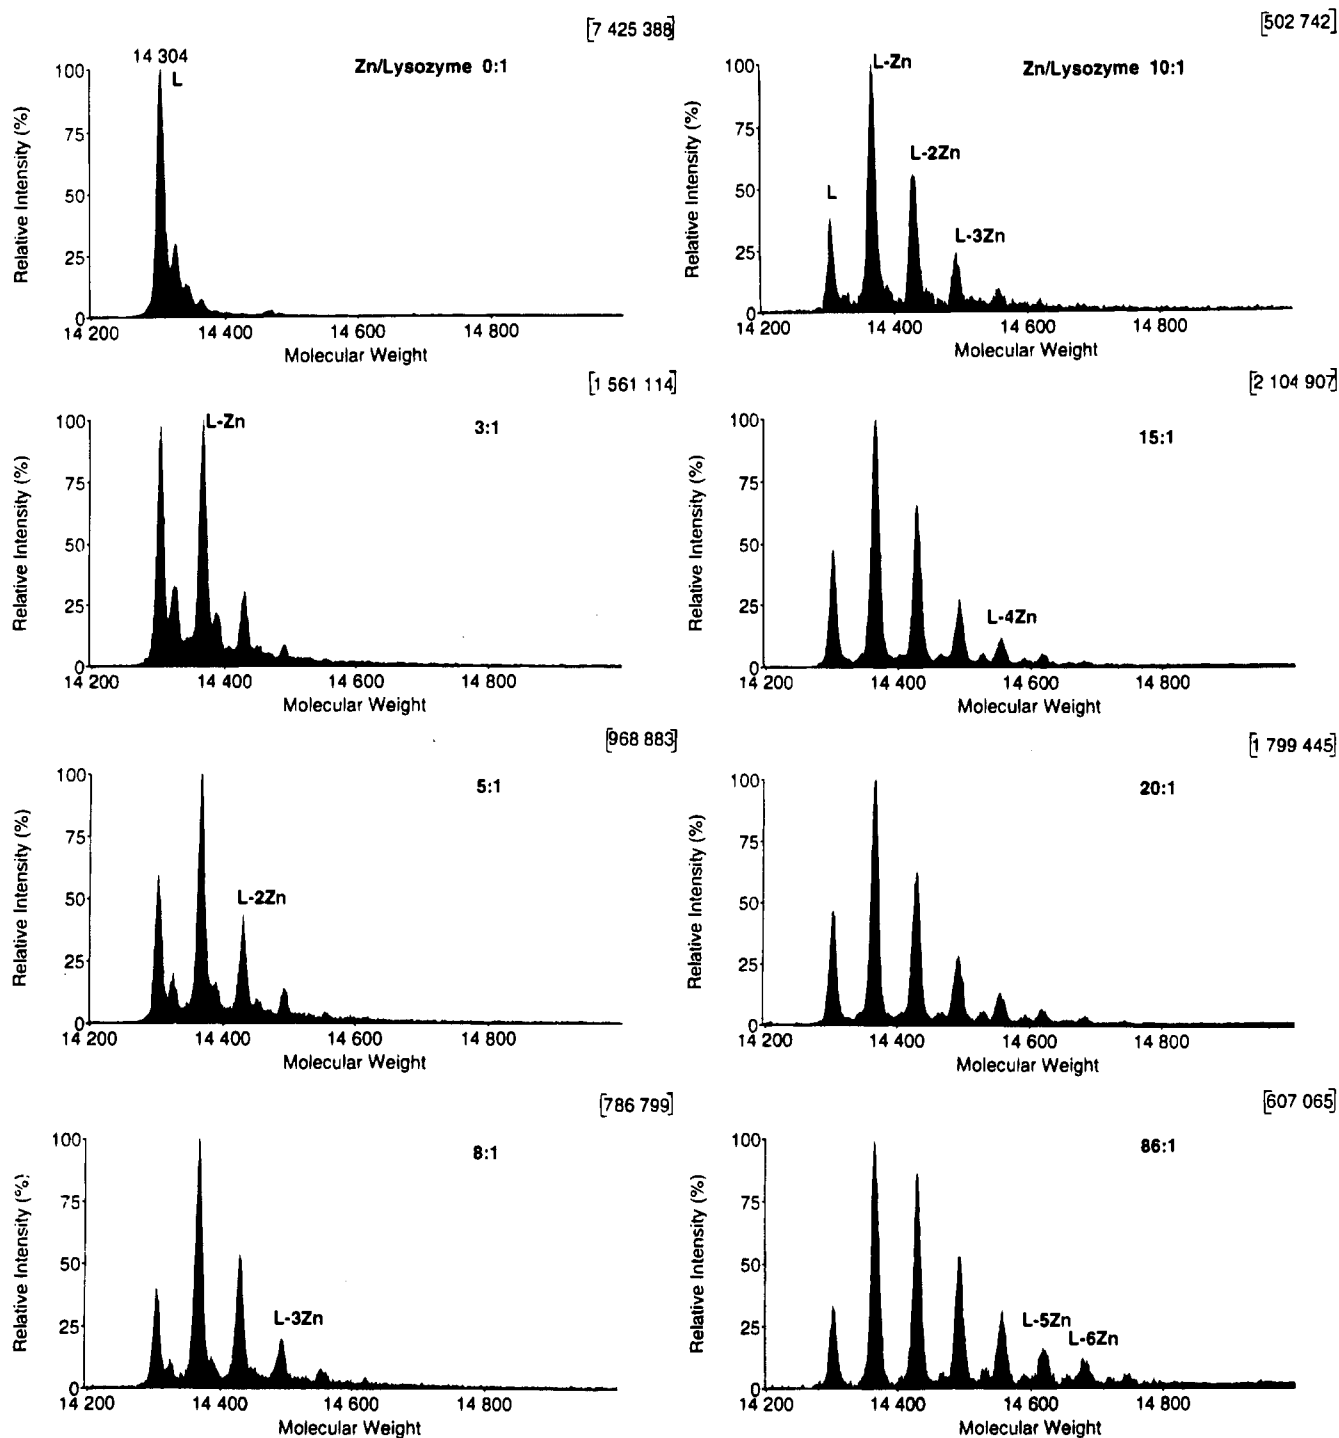 [7 425 388]
14 304
L
Zn/Lysozyme 0:1
100
75
50
25
0
Relative Intensity (%)
14 200 14 400 14 600 14 800
Molecular Weight
[502 742]
L-Zn
Zn/Lysozyme 10:1
L-2Zn
L
L-3Zn
100
75
50
25
0
Relative Intensity (%)
14 200 14 400 14 600 14 800
Molecular Weight
[1 561 114]
L-Zn
3:1
100
75
50
25
0
Relative Intensity (%)
14 200 14 400 14 600 14 800
Molecular Weight
[2 104 907]
15:1
L-4Zn
100
75
50
25
0
Relative Intensity (%)
14 200 14 400 14 600 14 800
Molecular Weight
[968 883]
5:1
L-2Zn
100
75
50
25
0
Relative Intensity (%)
14 200 14 400 14 600 14 800
Molecular Weight
[1 799 445]
20:1
100
75
50
25
0
Relative Intensity (%)
14 200 14 400 14 600 14 800
Molecular Weight
[786 799]
8:1
L-3Zn
100
75
50
25
0
Relative Intensity (%)
14 200 14 400 14 600 14 800
Molecular Weight
[607 065]
86:1
L-5Zn
L-6Zn
100
75
50
25
0
Relative Intensity (%)
14 200 14 400 14 600 14 800
Molecular Weight